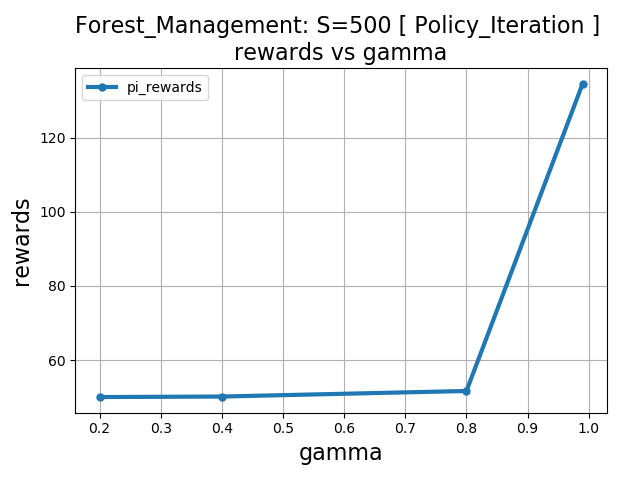 Forest_Management: S=500 [ Policy_Iteration ]
rewards vs gamma
pi_rewards
120
100
80
60
rewards
0.2 0.3 0.4 0.5 0.6 0.7 0.8 0.9 1.0
gamma